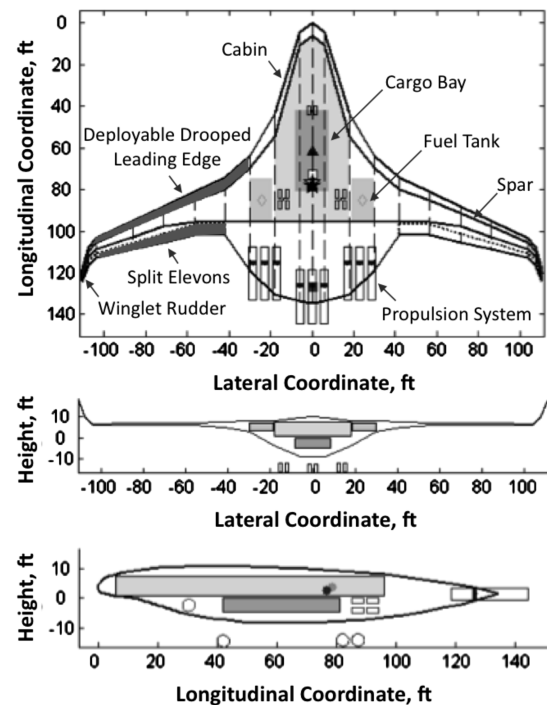 0
20
40
60
80
100
120
140
Longitudinal Coordinate, ft
Cabin
Cargo Bay
Deployable Drooped
Leading Edge
Fuel Tank
Spar
Split Elevons
Winglet Rudder
Propulsion System
-100 -80 -60 -40 -20 0 20 40 60 80 100
Lateral Coordinate, ft
Height, ft
10
0
-10
-100 -80 -60 -40 -20 0 20 40 60 80 100
Lateral Coordinate, ft
Height, ft
10
0
-10
0 20 40 60 80 100 120 140
Longitudinal Coordinate, ft